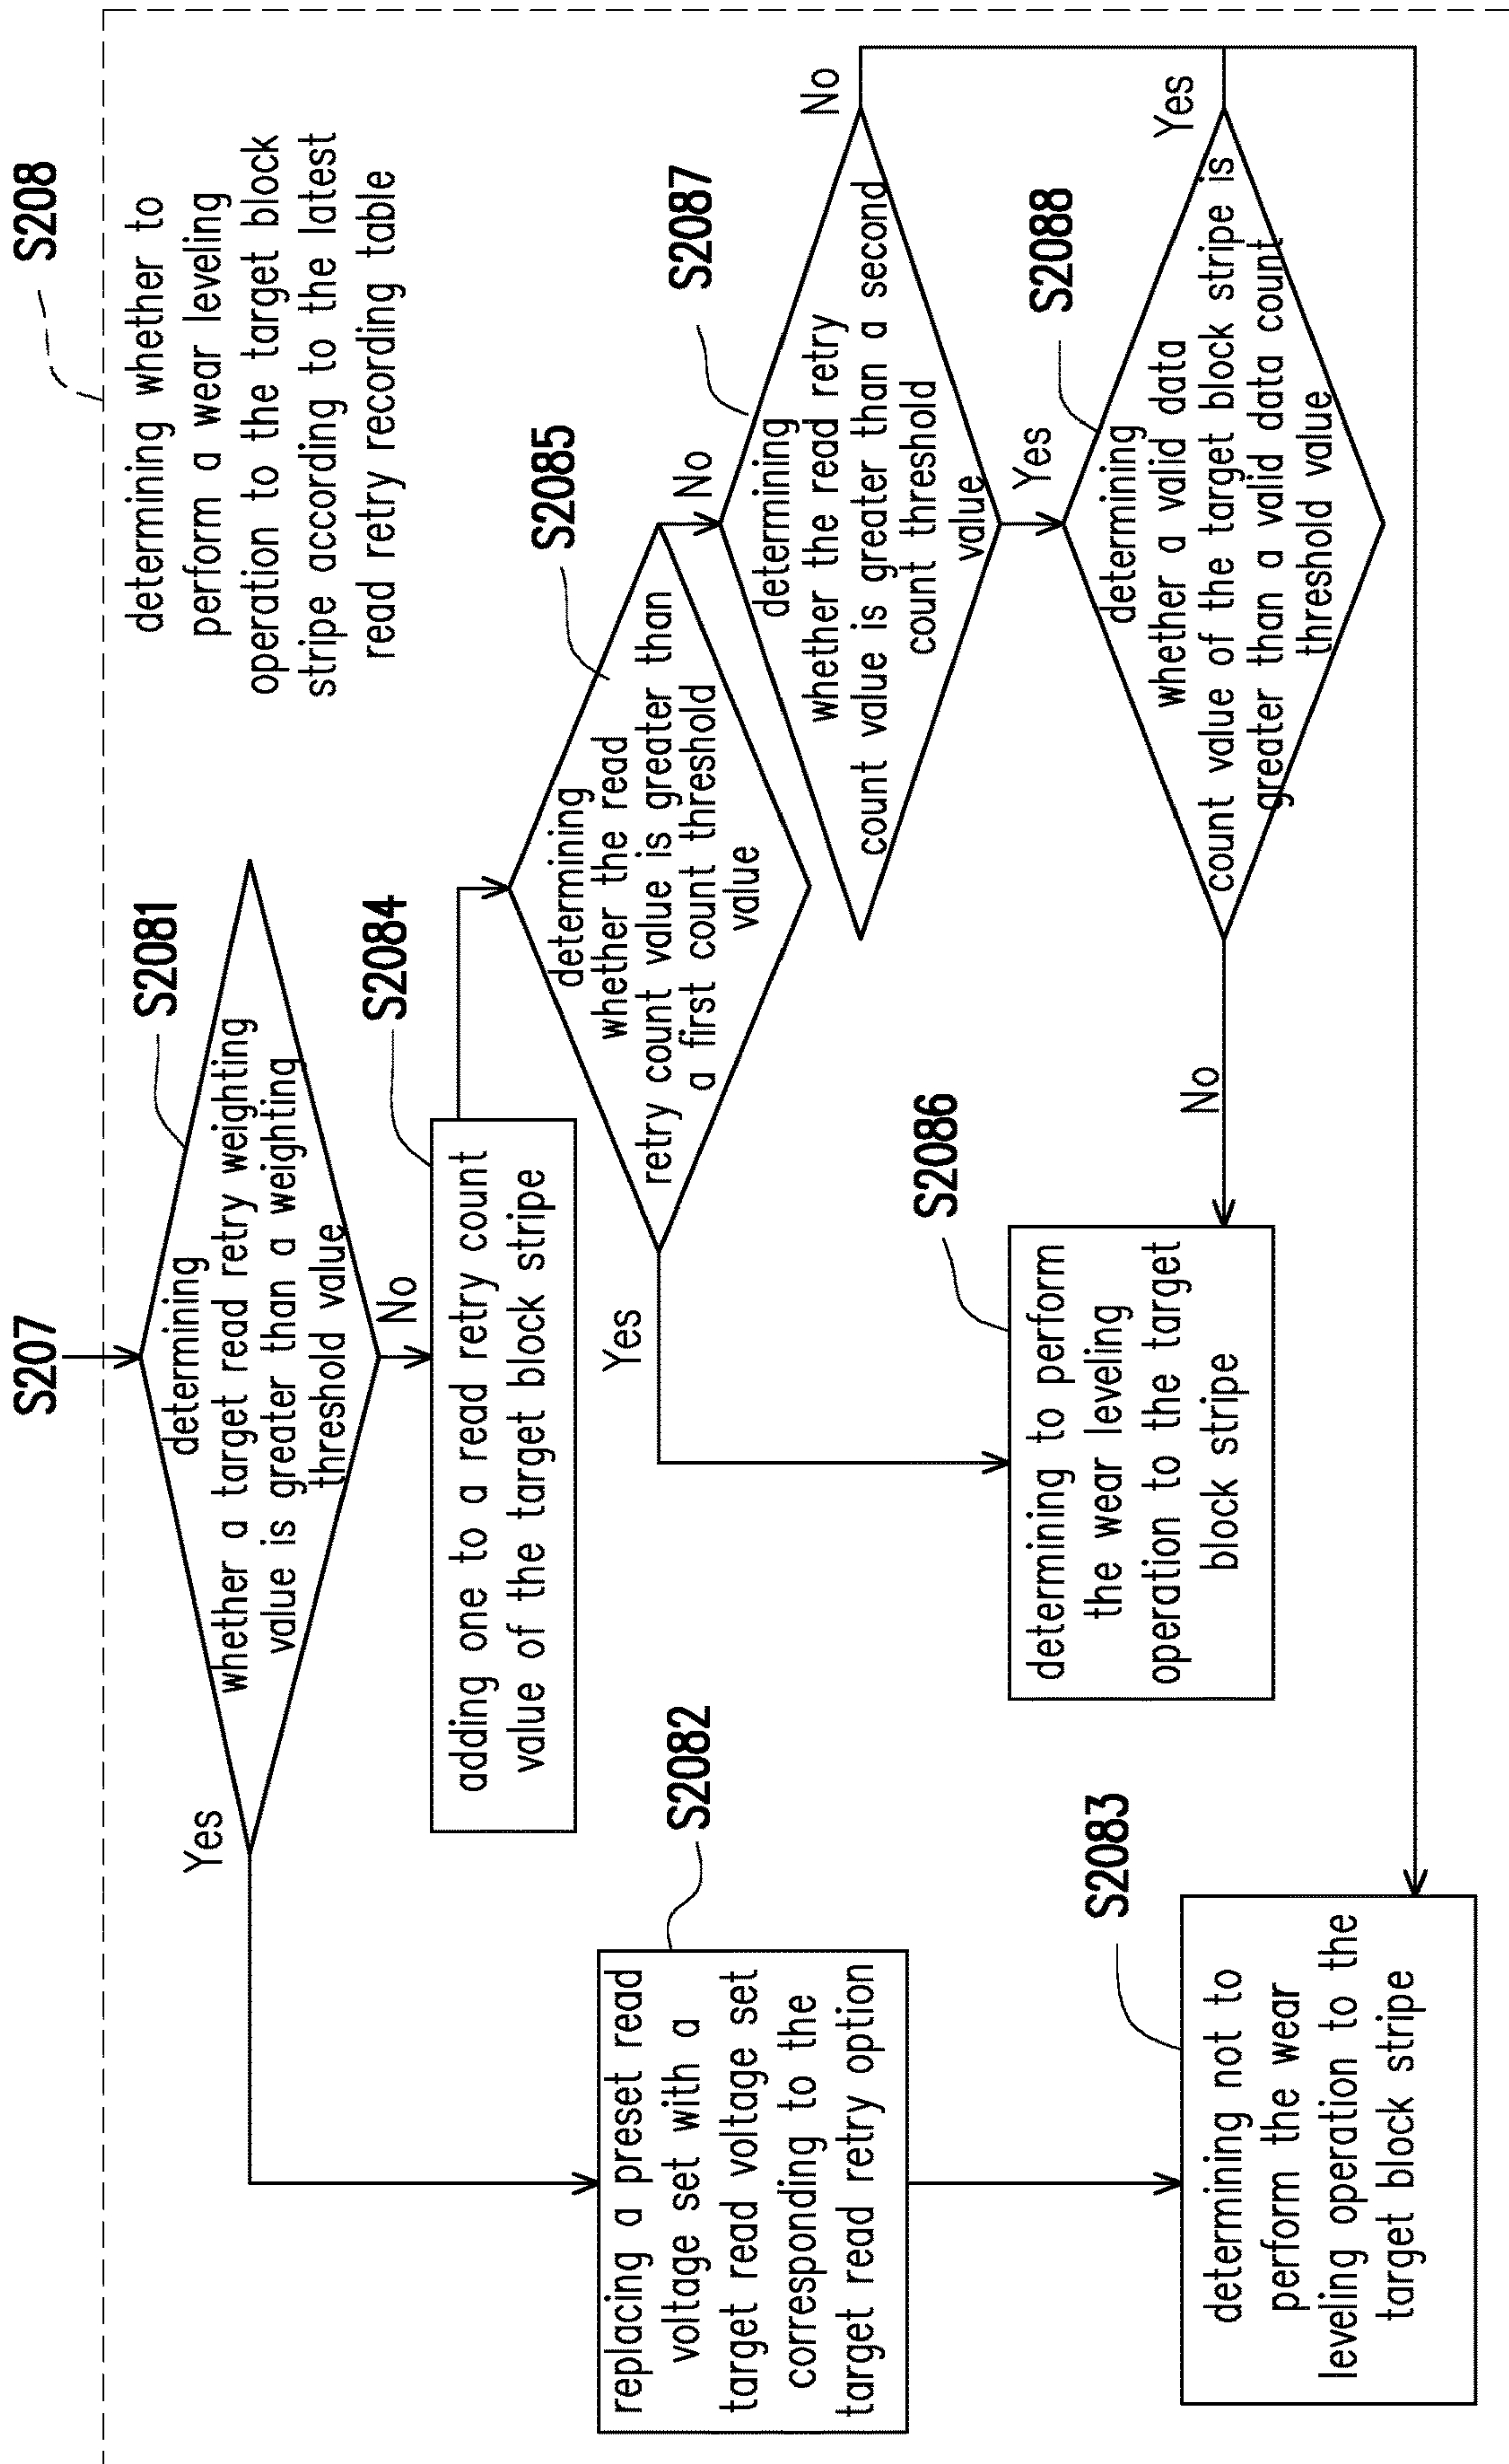 S207
S208
determining whether to
perform a wear leveling
operation to the target block
stripe according to the latest
read retry recording table
S2081
determining
whether a target read retry weighting
value is greater than a weighting
threshold value
Yes
No
S2084
adding one to a read retry count
value of the target block stripe
S2085
determining
whether the read
retry count value is greater than
a first count threshold
value
Yes
No
S2082
replacing a preset read
voltage set with a
target read voltage set
corresponding to the
target read retry option
S2087
determining
whether the read retry
count value is greater than a second
count threshold
value
No
Yes
S2086
determining to perform
the wear leveling
operation to the target
block stripe
S2088
determining
whether a valid data
count value of the target block stripe is
greater than a valid data count
threshold value
No
Yes
S2083
determining not to
perform the wear
leveling operation to the
target block stripe